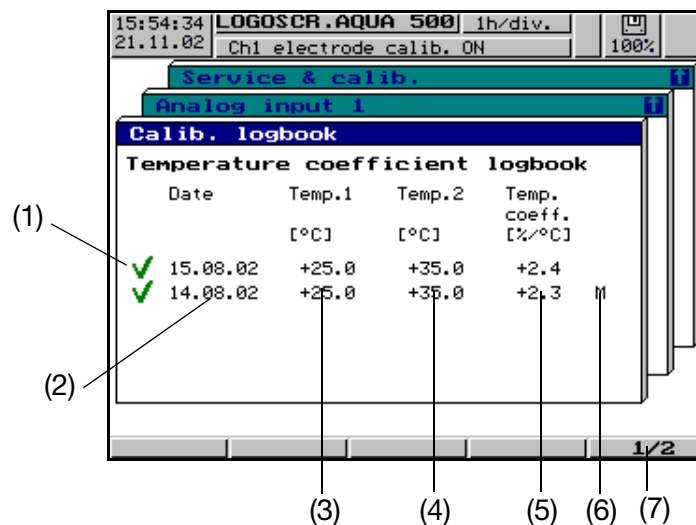 15:54:34 LOGOSCR.AQUA 500 1h/div.
21.11.02 Ch1 electrode calib. ON 100%
Service & calib.
Analog input 1
Calib. logbook
Temperature coefficient logbook
Date Temp.1 Temp.2 Temp.
coeff.
[°C] [°C] [%/°C]
(1)
15.08.02 +25.0 +35.0 +2.4
14.08.02 +25.0 +35.0 +2.3 M
(2)
1/2
(3) (4) (5) (6) (7)